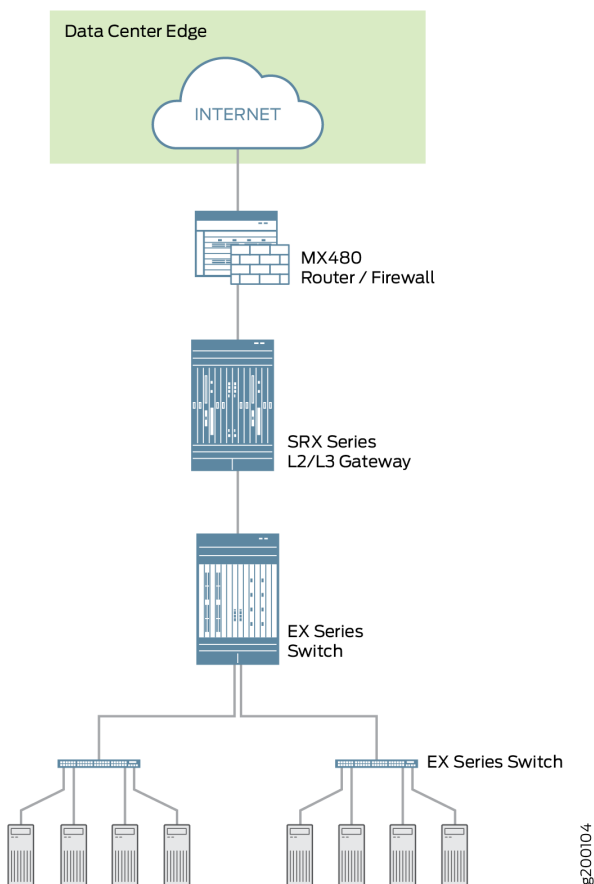 Data Center Edge
INTERNET
MX480
Router / Firewall
SRX Series
L2/L3 Gateway
EX Series
Switch
EX Series Switch
g200104